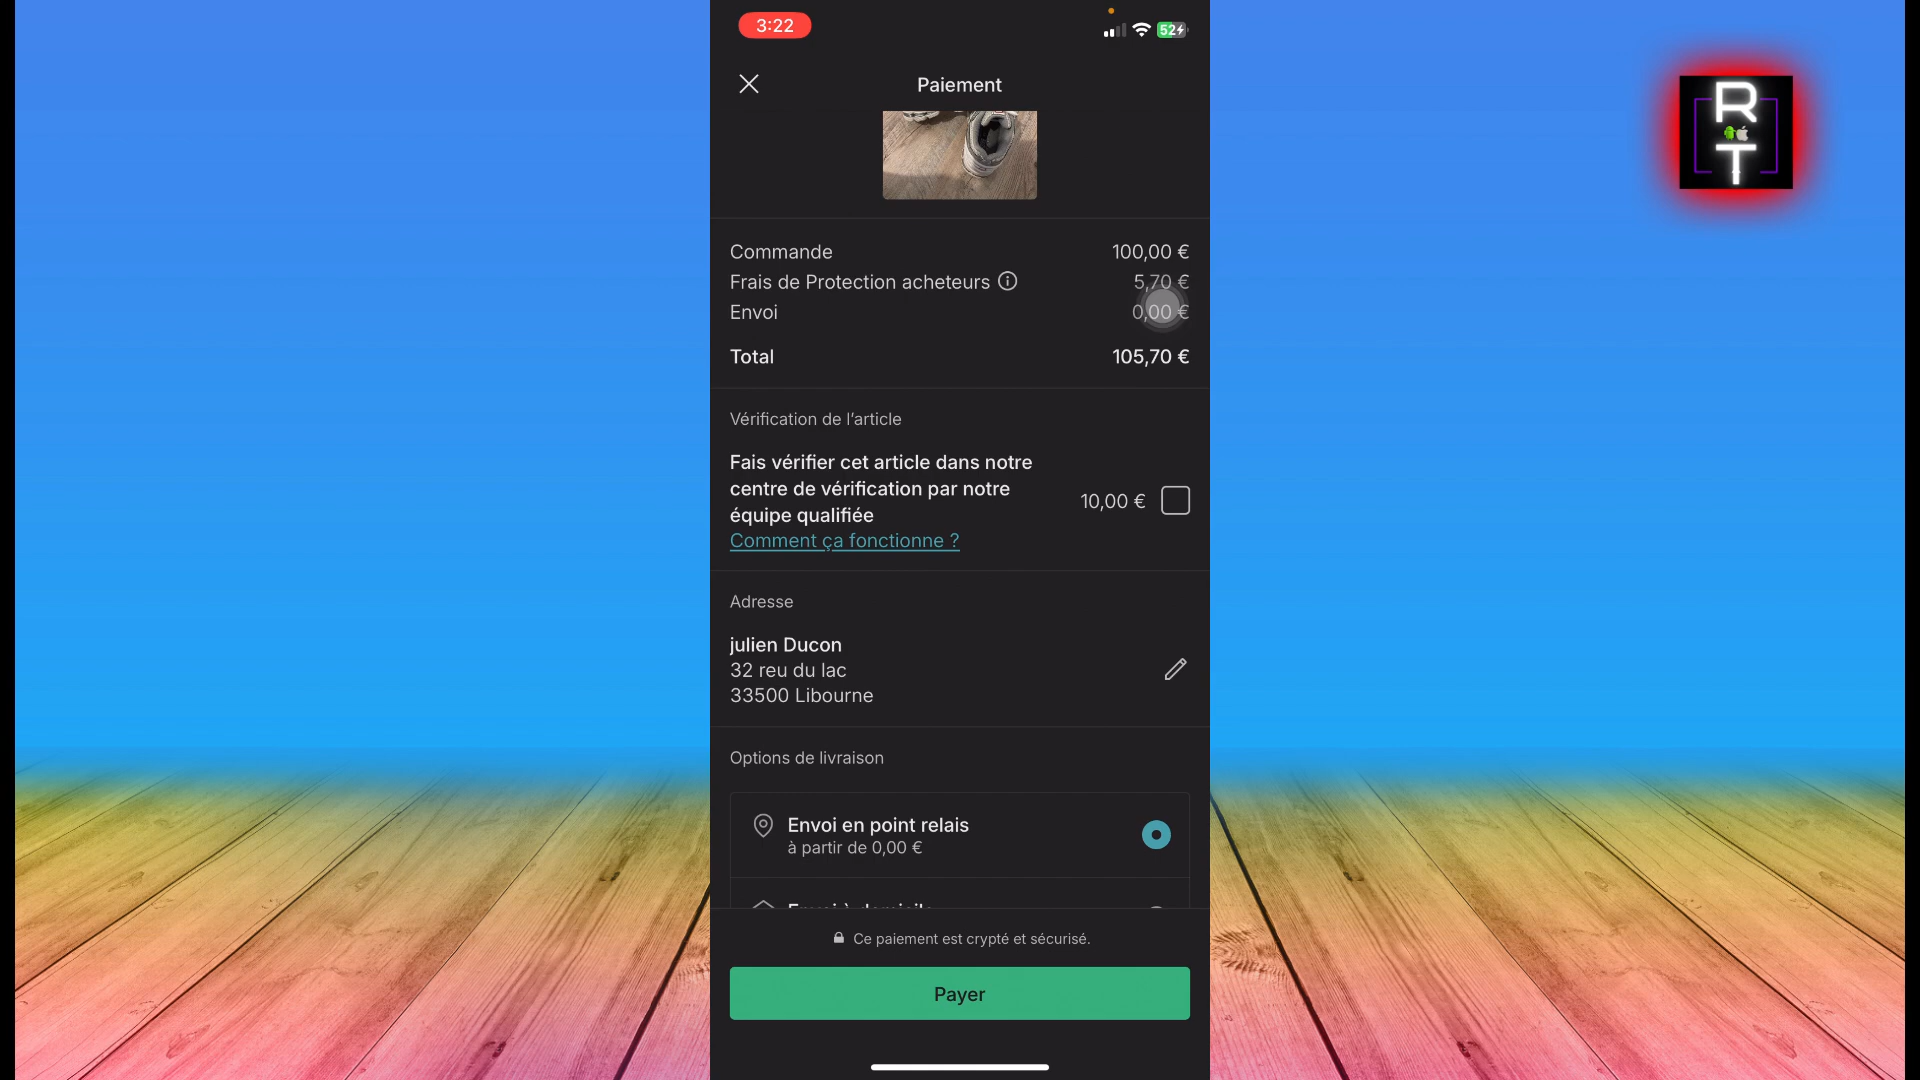 3:22
52
Paiement
R
T
Commande 100,00 €
Frais de Protection acheteurs 5,70 €
Envoi 0,00 €
Total 105,70 €
Vérification de l'article
Fais vérifier cet article dans notre
centre de vérification par notre
équipe qualifiée
10,00 €
Comment ça fonctionne ?
Adresse
julien Ducon
32 reu du lac
33500 Libourne
Options de livraison
Envoi en point relais
à partir de 0,00 €
Envoi à domicile
Ce paiement est crypté et sécurisé.
Payer